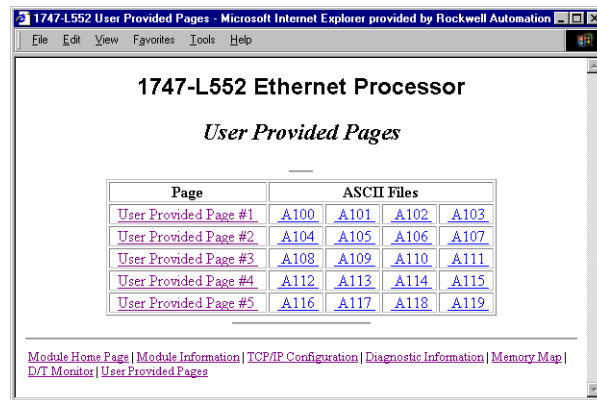 1747-L552 User Provided Pages - Microsoft Internet Explorer provided by Rockwell Automation
File Edit View Favorites Tools Help
1747-L552 Ethernet Processor
User Provided Pages
Page ASCII Files
User Provided Page #1 A100 A101 A102 A103
User Provided Page #2 A104 A105 A106 A107
User Provided Page #3 A108 A109 A110 A111
User Provided Page #4 A112 A113 A114 A115
User Provided Page #5 A116 A117 A118 A119
Module Home Page | Module Information | TCP/IP Configuration | Diagnostic Information | Memory Map |
D/T Monitor | User Provided Pages